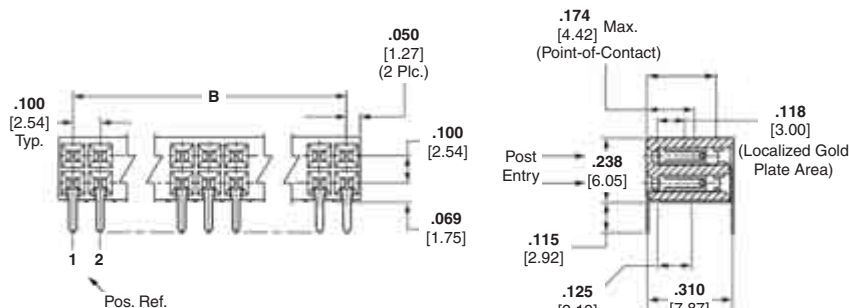 .050
[1.27]
(2 Plc.)
B
.100
[2.54]
Typ.
.100
[2.54]
.069
[1.75]
1 2
Pos. Ref.
.174 Max.
[4.42]
(Point-of-Contact)
.118
[3.00]
(Localized Gold
Plate Area)
Post
Entry
.238
[6.05]
.115
[2.92]
.125
.310
[7.87]